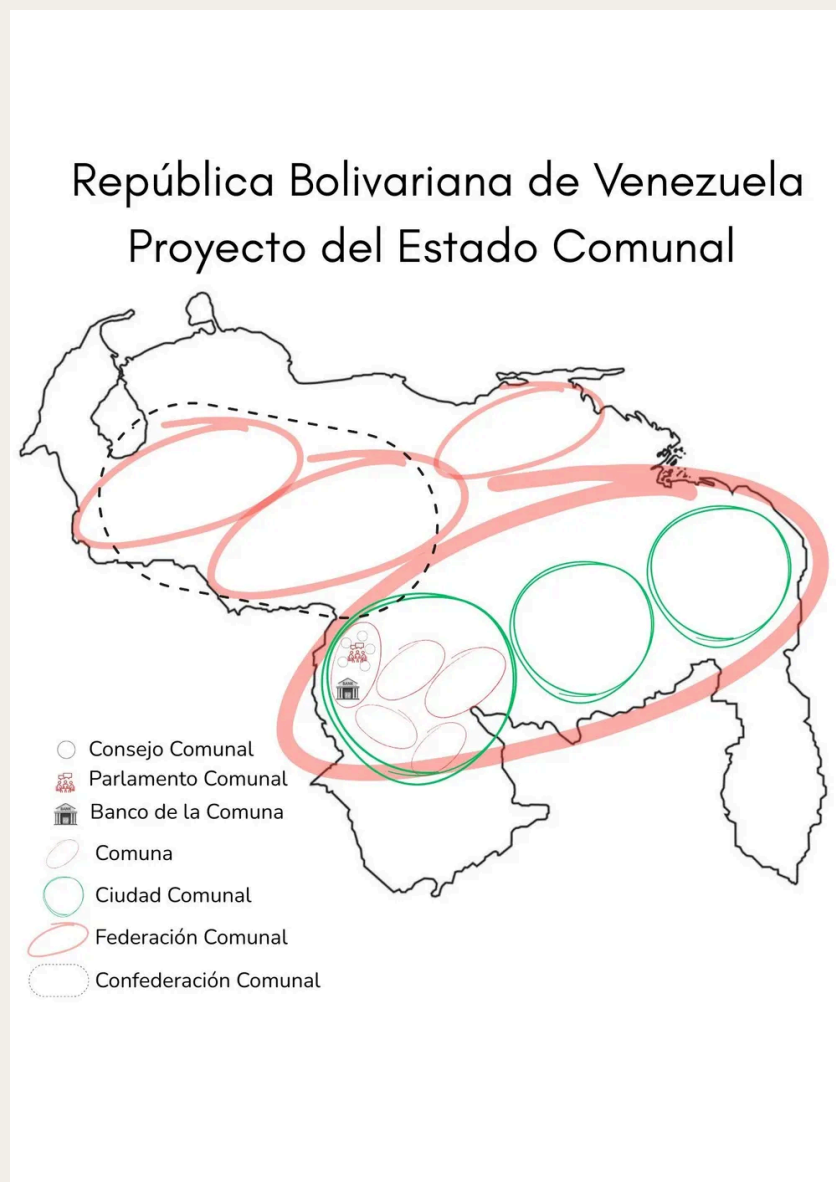 República Bolivariana de Venezuela
Proyecto del Estado Comunal
Consejo Comunal
Parlamento Comunal
Banco de la Comuna
Comuna
Ciudad Comunal
Federación Comunal
Confederación Comunal